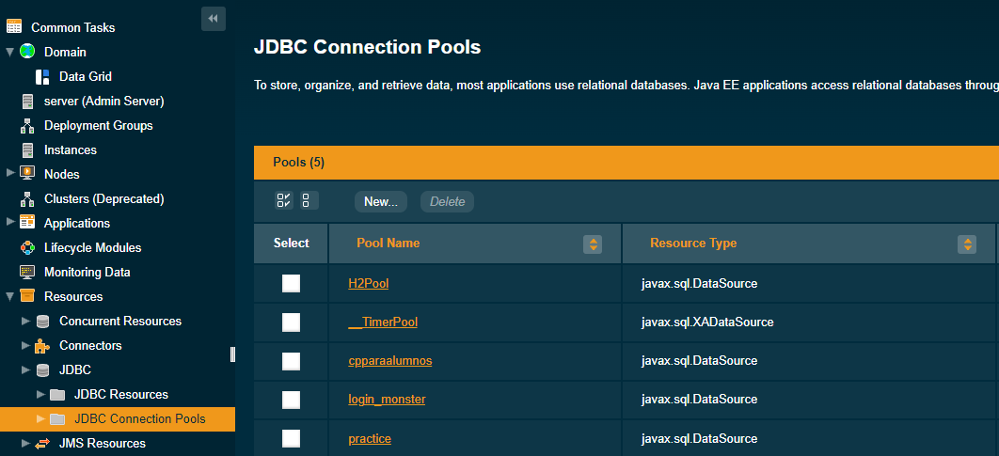 Common Tasks
Domain
Data Grid
server (Admin Server)
Deployment Groups
Instances
Nodes
Clusters (Deprecated)
Applications
Lifecycle Modules
Monitoring Data
Resources
Concurrent Resources
Connectors
JDBC
JDBC Resources
JDBC Connection Pools
JMS Resources
JDBC Connection Pools
To store, organize, and retrieve data, most applications use relational databases. Java EE applications access relational databases throug
Pools (5)
New... Delete
Select Pool Name Resource Type
H2Pool javax.sql.DataSource
__TimerPool javax.sql.XADataSource
cpparaalumnos javax.sql.DataSource
login_monster javax.sql.DataSource
practice javax.sql.DataSource